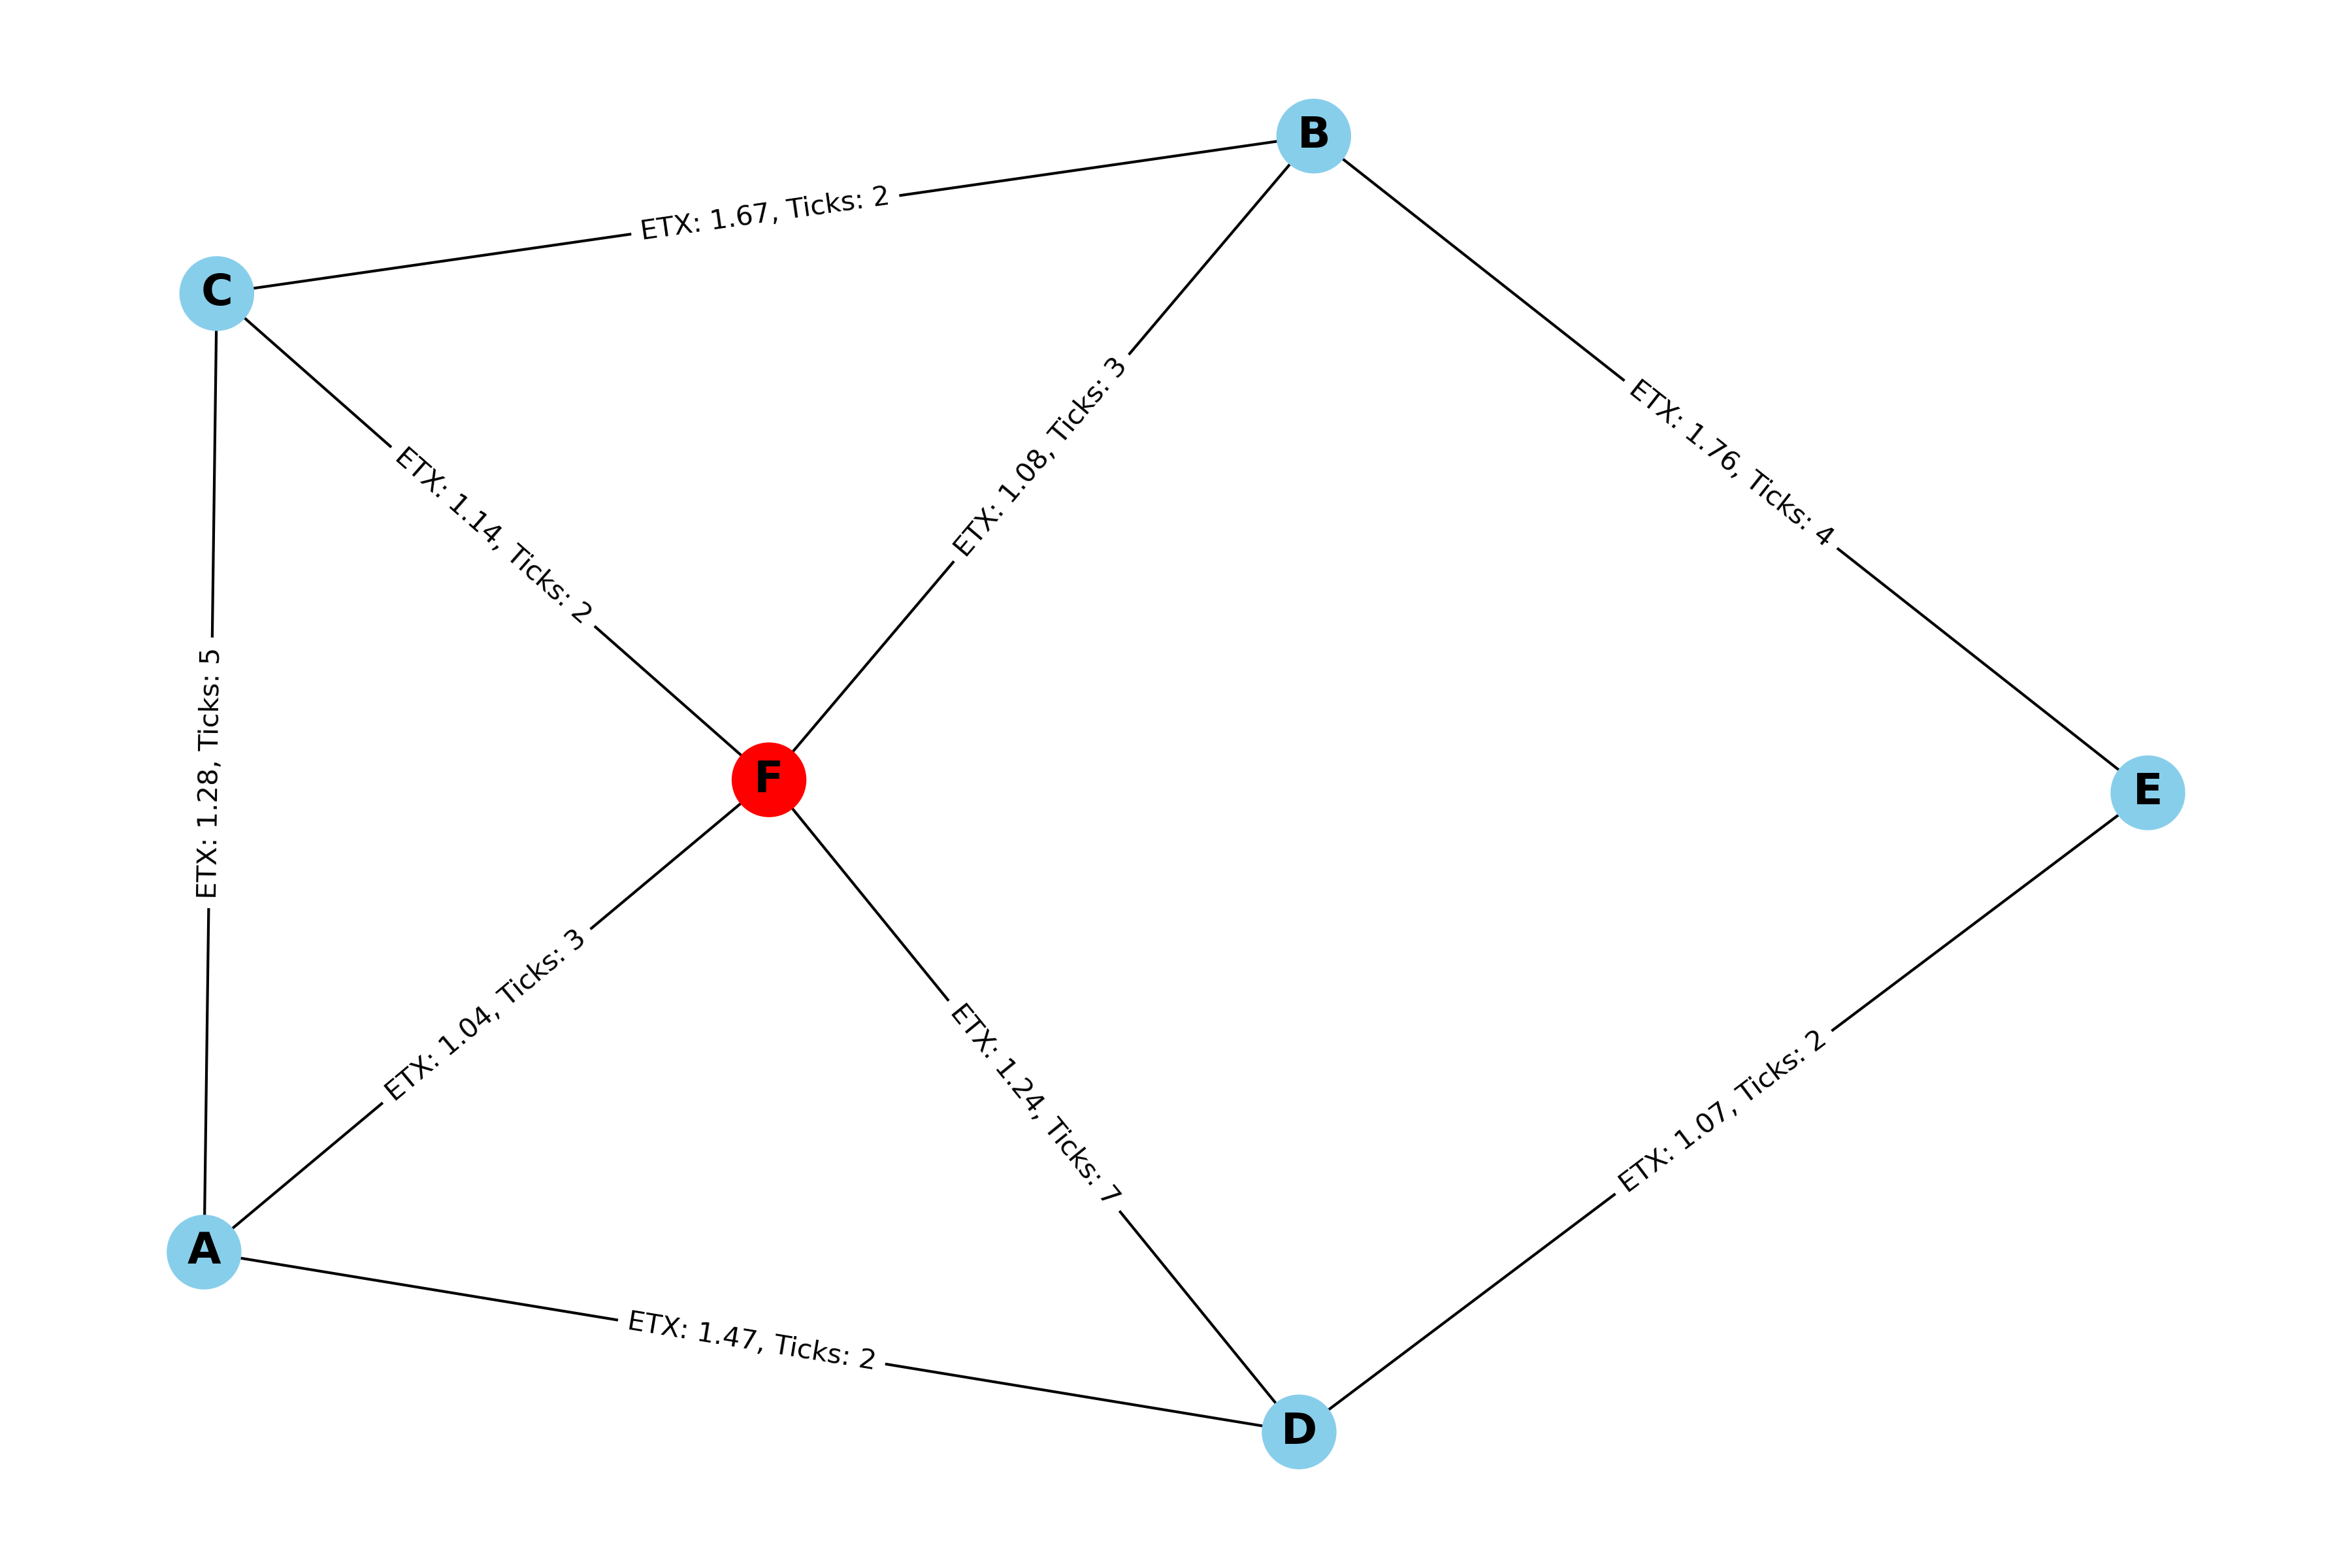 B
ETX: 1.67, Ticks: 2
C
ETX: 1.08, Ticks: 3
ETX: 1.76, Ticks: 4
ETX: 1.14, Ticks: 2
ETX: 1.28, Ticks: 5
F
E
ETX: 1.04, Ticks: 3
ETX: 1.24, Ticks: 7
ETX: 1.07, Ticks: 2
A
ETX: 1.47, Ticks: 2
D